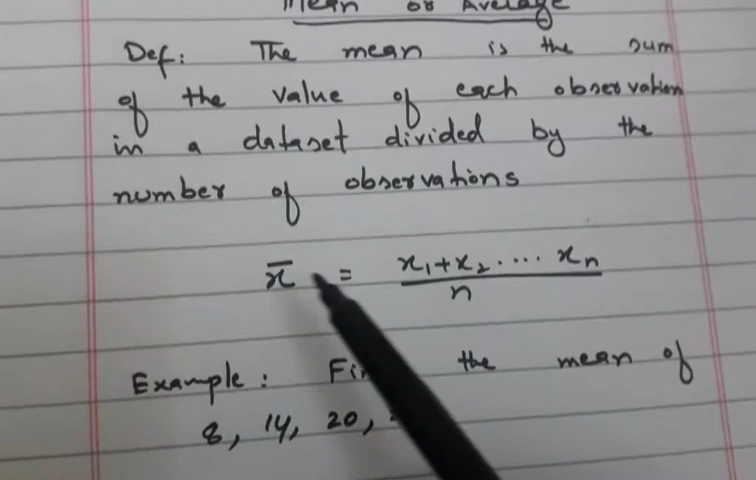 Mean or Average
Def: The mean is the sum
of the value of each observation
in a dataset divided by the
number of observations
x̄ = x₁+x₂.... xₙ / n
Example: the mean of
8, 14, 20,